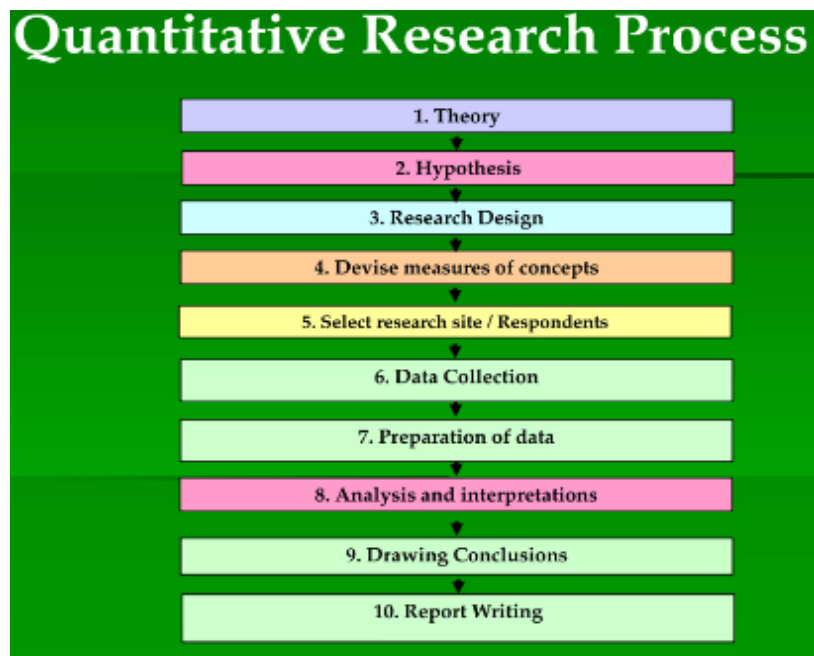 Quantitative Research Process
1. Theory
2. Hypothesis
3. Research Design
4. Devise measures of concepts
5. Select research site / Respondents
6. Data Collection
7. Preparation of data
8. Analysis and interpretations
9. Drawing Conclusions
10. Report Writing